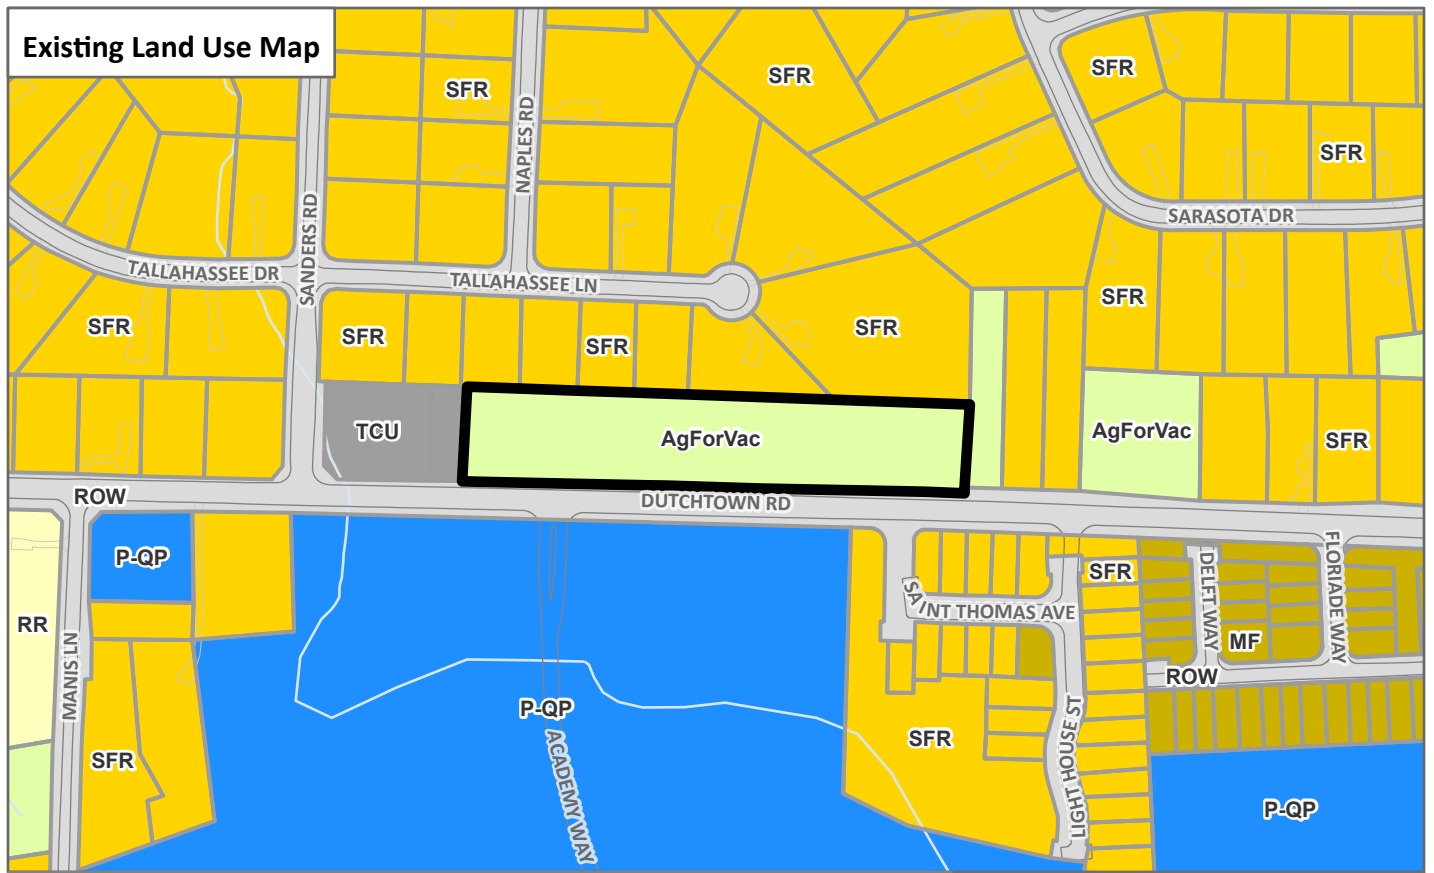 Existing Land Use Map
SFR
SFR
SFR
SFR
NAPLES RD
SANDERS RD
SARASOTA DR
TALLAHASSEE DR
TALLAHASSEE LN
SFR
SFR
SFR
SFR
SFR
TCU
AgForVac
AgForVac
SFR
ROW
DUTCHTOWN RD
P-QP
SFR
DELFT WAY
FLORIADE WAY
SAINT THOMAS AVE
RR
MF
MANIS LN
ROW
P-QP
SFR
LIGHTHOUSE ST
SFR
ACADEMY WAY
P-QP